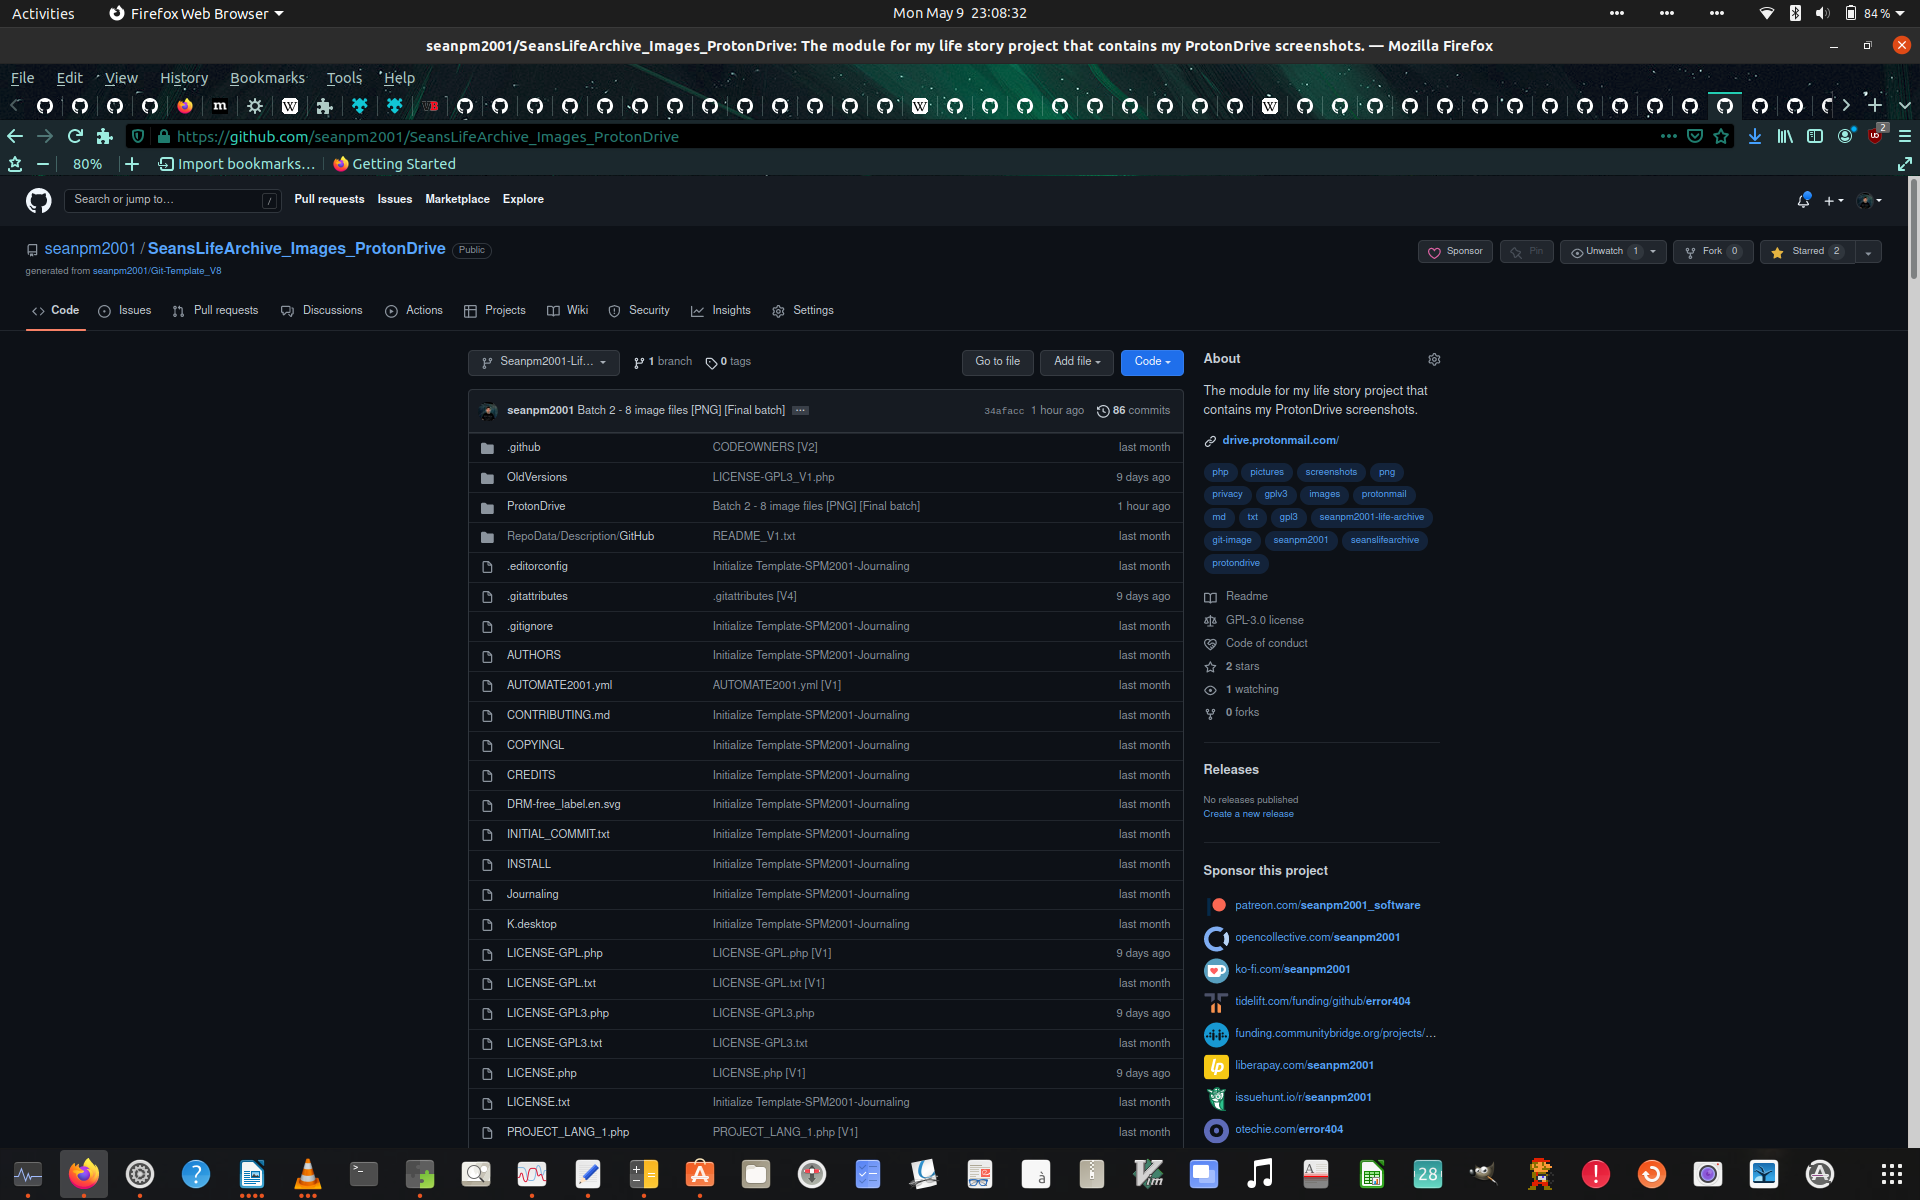 Activities Firefox Web Browser Mon May 9 23:08:32 84 %
seanpm2001/SeansLifeArchive_Images_ProtonDrive: The module for my life story project that contains my ProtonDrive screenshots. — Mozilla Firefox
File Edit View History Bookmarks Tools Help
https://github.com/seanpm2001/SeansLifeArchive_Images_ProtonDrive 2
80% Import bookmarks... Getting Started
Search or jump to... / Pull requests Issues Marketplace Explore
seanpm2001 / SeansLifeArchive_Images_ProtonDrive Public
Sponsor Pin Unwatch 1 Fork 0 Starred 2
generated from seanpm2001/Git-Template_V8
Code Issues Pull requests Discussions Actions Projects Wiki Security Insights Settings
Seanpm2001-Lif... 1 branch 0 tags Go to file Add file Code
seanpm2001 Batch 2 - 8 image files [PNG] [Final batch] ... 34afacc 1 hour ago 86 commits
.github CODEOWNERS [V2] last month
OldVersions LICENSE-GPL3_V1.php 9 days ago
ProtonDrive Batch 2 - 8 image files [PNG] [Final batch] 1 hour ago
RepoData/Description/GitHub README_V1.txt last month
.editorconfig Initialize Template-SPM2001-Journaling last month
.gitattributes .gitattributes [V4] 9 days ago
.gitignore Initialize Template-SPM2001-Journaling last month
AUTHORS Initialize Template-SPM2001-Journaling last month
AUTOMATE2001.yml AUTOMATE2001.yml [V1] last month
CONTRIBUTING.md Initialize Template-SPM2001-Journaling last month
COPYINGL Initialize Template-SPM2001-Journaling last month
CREDITS Initialize Template-SPM2001-Journaling last month
DRM-free_label.en.svg Initialize Template-SPM2001-Journaling last month
INITIAL_COMMIT.txt Initialize Template-SPM2001-Journaling last month
INSTALL Initialize Template-SPM2001-Journaling last month
Journaling Initialize Template-SPM2001-Journaling last month
K.desktop Initialize Template-SPM2001-Journaling last month
LICENSE-GPL.php LICENSE-GPL.php [V1] 9 days ago
LICENSE-GPL.txt LICENSE-GPL.txt [V1] last month
LICENSE-GPL3.php LICENSE-GPL3.php 9 days ago
LICENSE-GPL3.txt LICENSE-GPL3.txt last month
LICENSE.php LICENSE.php [V1] 9 days ago
LICENSE.txt Initialize Template-SPM2001-Journaling last month
PROJECT_LANG_1.php PROJECT_LANG_1.php [V1] last month
About
The module for my life story project that
contains my ProtonDrive screenshots.
drive.protonmail.com/
php pictures screenshots png
privacy gplv3 images protonmail
md txt gpl3 seanpm2001-life-archive
git-image seanpm2001 seanslifearchive
protondrive
Readme
GPL-3.0 license
Code of conduct
2 stars
1 watching
0 forks
Releases
No releases published
Create a new release
Sponsor this project
patreon.com/seanpm2001_software
opencollective.com/seanpm2001
ko-fi.com/seanpm2001
tidelift.com/funding/github/error404
funding.communitybridge.org/projects/...
liberapay.com/seanpm2001
issuehunt.io/r/seanpm2001
otechie.com/error404
28